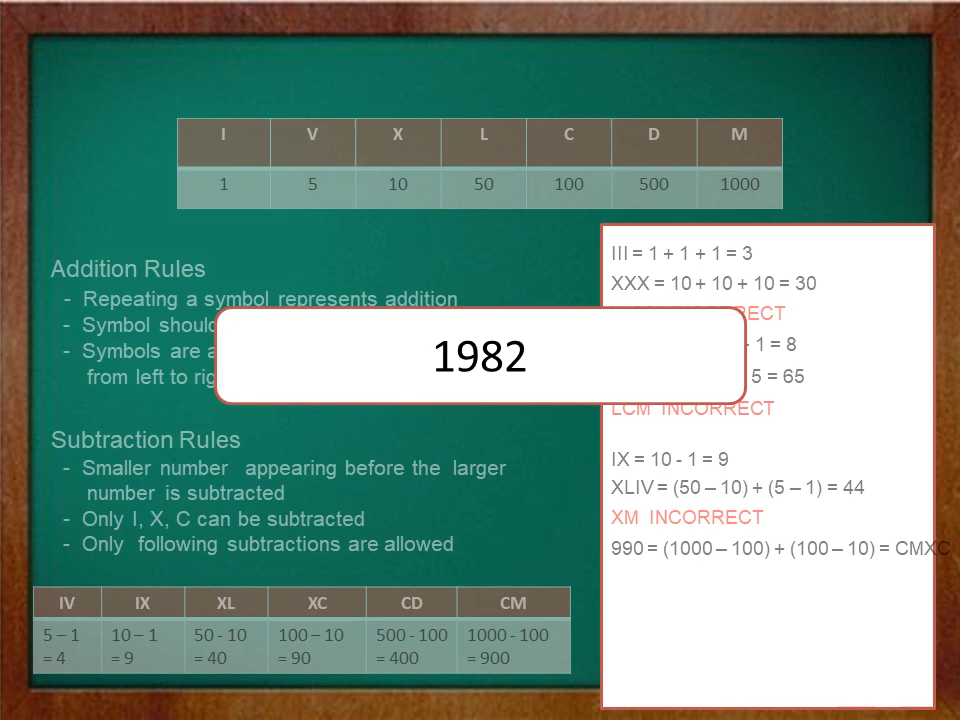 I V X L C D M
1 5 10 50 100 500 1000
Addition Rules
- Repeating a symbol represents addition
- Symbol
- Symbols are
from left to
Subtraction Rules
- Smaller number appearing before the larger
number is subtracted
- Only I, X, C can be subtracted
- Only following subtractions are allowed
IV IX XL XC CD CM
5 – 1 10 – 1 50 - 10 100 – 10 500 - 100 1000 - 100
= 4 = 9 = 40 = 90 = 400 = 900
1982
III = 1 + 1 + 1 = 3
XXX = 10 + 10 + 10 = 30
1 = 8
5 = 65
LCM INCORRECT
IX = 10 - 1 = 9
XLIV = (50 – 10) + (5 – 1) = 44
XM INCORRECT
990 = (1000 – 100) + (100 – 10) = CMXC